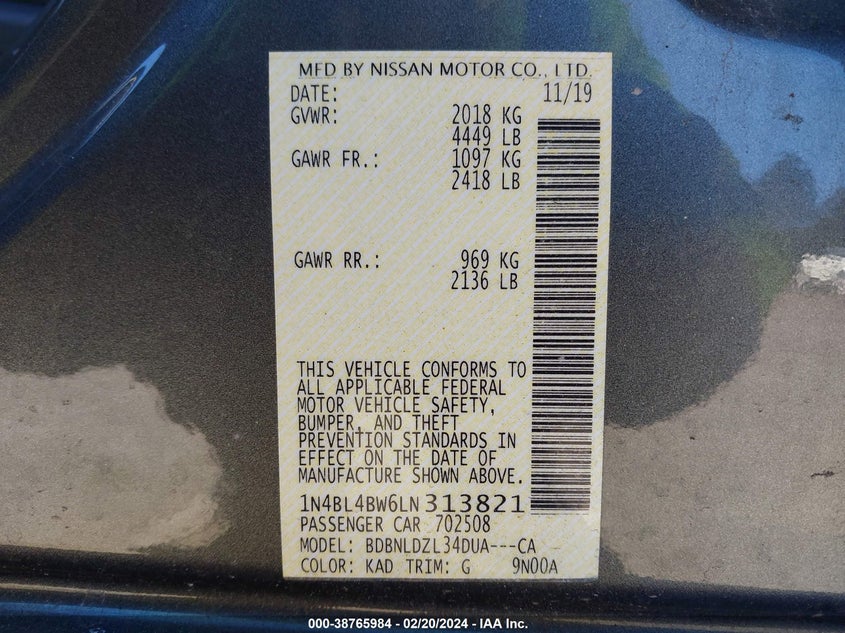 MFD BY NISSAN MOTOR CO., LTD.
DATE: 11/19
GVWR: 2018 KG
4449 LB
GAWR FR.: 1097 KG
2418 LB
GAWR RR.: 969 KG
2136 LB
THIS VEHICLE CONFORMS TO
ALL APPLICABLE FEDERAL
MOTOR VEHICLE SAFETY,
BUMPER, AND THEFT
PREVENTION STANDARDS IN
EFFECT ON THE DATE OF
MANUFACTURE SHOWN ABOVE.
1N4BL4BW6LN313821
PASSENGER CAR 702508
MODEL: BDBNLDZL34DUA---CA
COLOR: KAD TRIM: G 9N00A
000-38765984 - 02/20/2024 - IAA Inc.